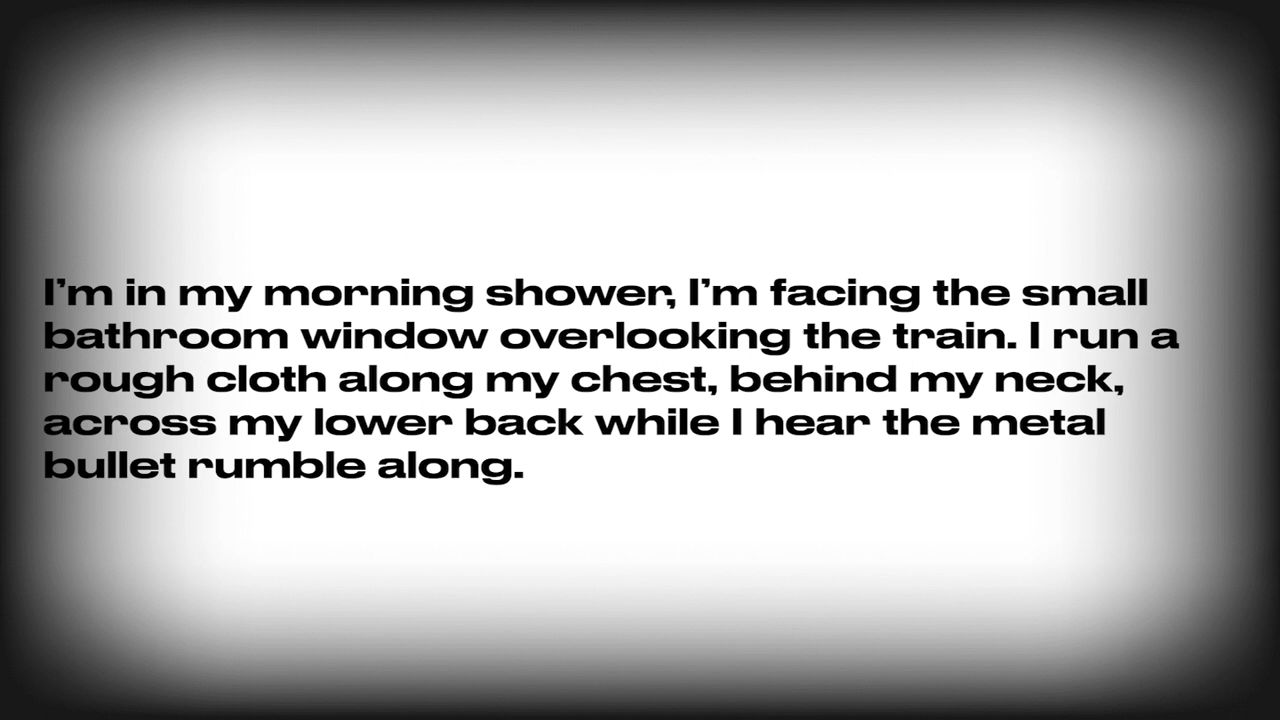 I’m in my morning shower, I’m facing the small
bathroom window overlooking the train. I run a
rough cloth along my chest, behind my neck,
across my lower back while I hear the metal
bullet rumble along.